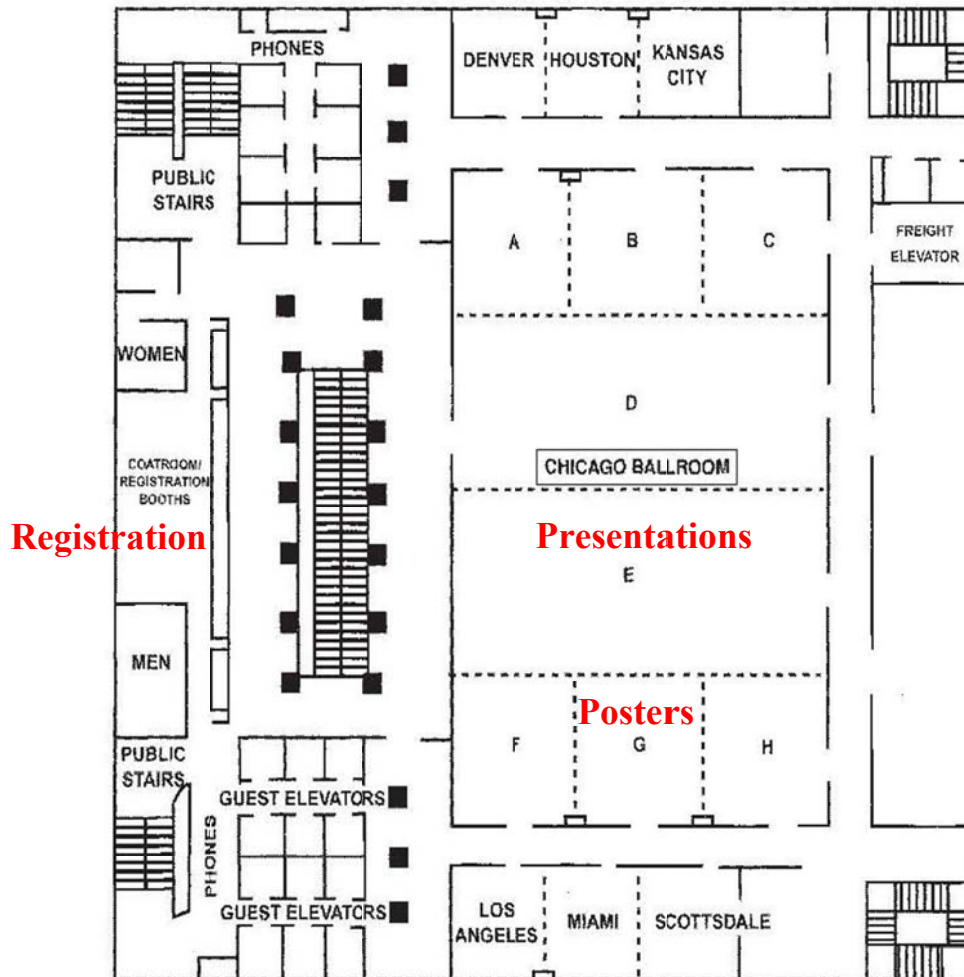 PHONES
DENVER
HOUSTON
KANSAS
CITY
PUBLIC
STAIRS
A
B
C
FREIGHT
ELEVATOR
WOMEN
D
COATROOM/
REGISTRATION
BOOTHS
CHICAGO BALLROOM
Registration
Presentations
E
MEN
Posters
F
G
H
PUBLIC
STAIRS
GUEST ELEVATORS
PHONES
GUEST ELEVATORS
LOS
ANGELES
MIAMI
SCOTTSDALE